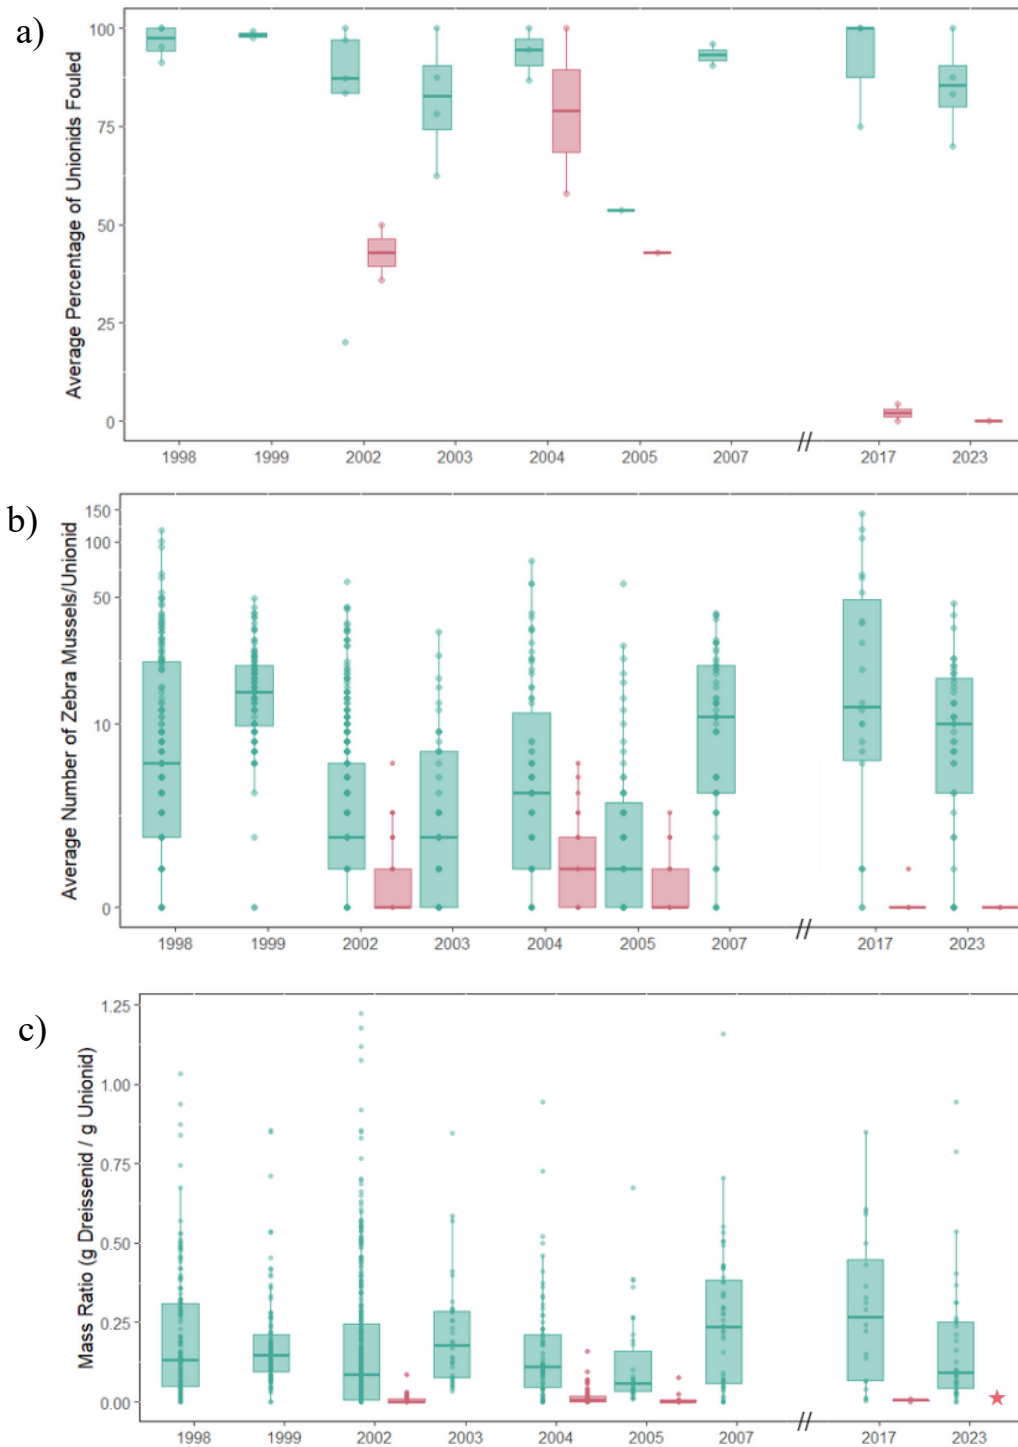 a)
Average Percentage of Unionids Fouled
100
75
50
25
0
1998 1999 2002 2003 2004 2005 2007 // 2017 2023
b)
Average Number of Zebra Mussels/Unionid
150
100
50
10
0
1998 1999 2002 2003 2004 2005 2007 // 2017 2023
c)
Mass Ratio (g Dreissenid / g Unionid)
1.25
1.00
0.75
0.50
0.25
0.00
1998 1999 2002 2003 2004 2005 2007 // 2017 2023